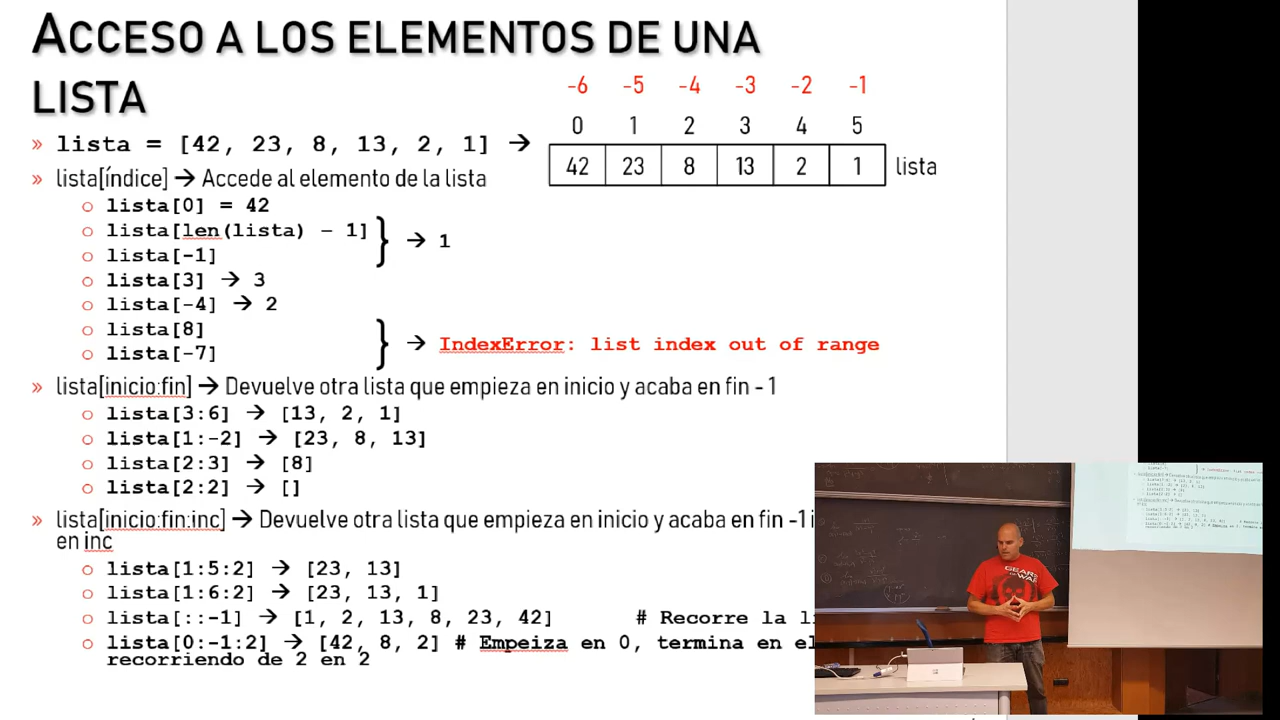 ACCESO A LOS ELEMENTOS DE UNA
LISTA
-6 -5 -4 -3 -2 -1
0 1 2 3 4 5
42 23 8 13 2 1 lista
» lista = [42, 23, 8, 13, 2, 1] →
» lista[índice] → Accede al elemento de la lista
o lista[0] = 42
o lista[len(lista) – 1]
o lista[-1]
} → 1
o lista[3] → 3
o lista[-4] → 2
o lista[8]
o lista[-7]
} → IndexError: list index out of range
» lista[inicio:fin] → Devuelve otra lista que empieza en inicio y acaba en fin - 1
o lista[3:6] → [13, 2, 1]
o lista[1:-2] → [23, 8, 13]
o lista[2:3] → [8]
o lista[2:2] → []
» lista[inicio:fin:inc] → Devuelve otra lista que empieza en inicio y acaba en fin -1
en inc
o lista[1:5:2] → [23, 13]
o lista[1:6:2] → [23, 13, 1]
o lista[::-1] → [1, 2, 13, 8, 23, 42] # Recorre la
o lista[0:-1:2] → [42, 8, 2] # Empeiza en 0, termina en el
recorriendo de 2 en 2
GEARS
OF WAR